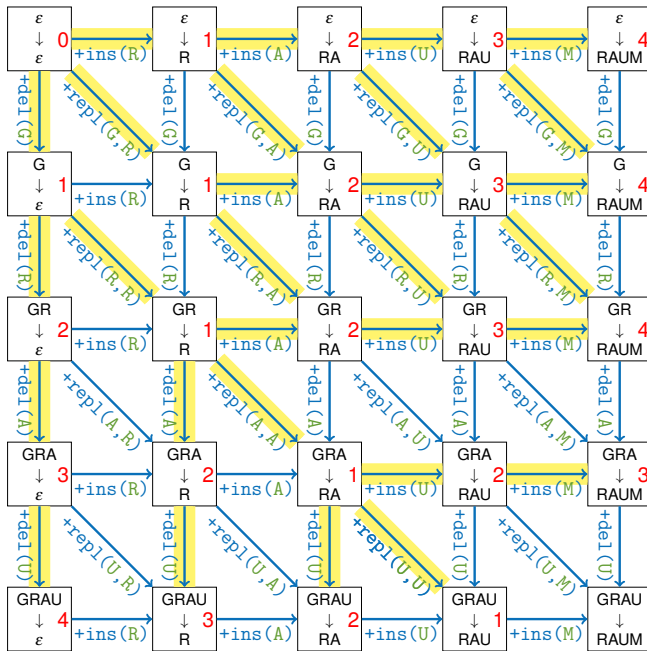 ε ε ε ε ε
↓ 0 ↓ 1 ↓ 2 ↓ 3 ↓ 4
+ins(R) +ins(A) +ins(U) +ins(M)
ε R RA RAU RAUM
+del(G) +repl(G,R) +del(G) +repl(G,A) +del(G) +repl(G,U) +del(G) +repl(G,M) +del(G)
G G G G G
↓ 1 ↓ 1 ↓ 2 ↓ 3 ↓ 4
+ins(R) +ins(A) +ins(U) +ins(M)
ε R RA RAU RAUM
+del(R) +repl(R,R) +del(R) +repl(R,A) +del(R) +repl(R,U) +del(R) +repl(R,M) +del(R)
GR GR GR GR GR
↓ 2 ↓ 1 ↓ 2 ↓ 3 ↓ 4
+ins(R) +ins(A) +ins(U) +ins(M)
ε R RA RAU RAUM
+del(A) +repl(A,R) +del(A) +repl(A,A) +del(A) +repl(A,U) +del(A) +repl(A,M) +del(A)
GRA GRA GRA GRA GRA
↓ 3 ↓ 2 ↓ 1 ↓ 2 ↓ 3
+ins(R) +ins(A) +ins(U) +ins(M)
ε R RA RAU RAUM
+del(U) +repl(U,R) +del(U) +repl(U,A) +del(U) +repl(U,U) +del(U) +repl(U,M) +del(U)
GRAU GRAU GRAU GRAU GRAU
↓ 4 ↓ 3 ↓ 2 ↓ 1 ↓
+ins(R) +ins(A) +ins(U) +ins(M)
ε R RA RAU RAUM